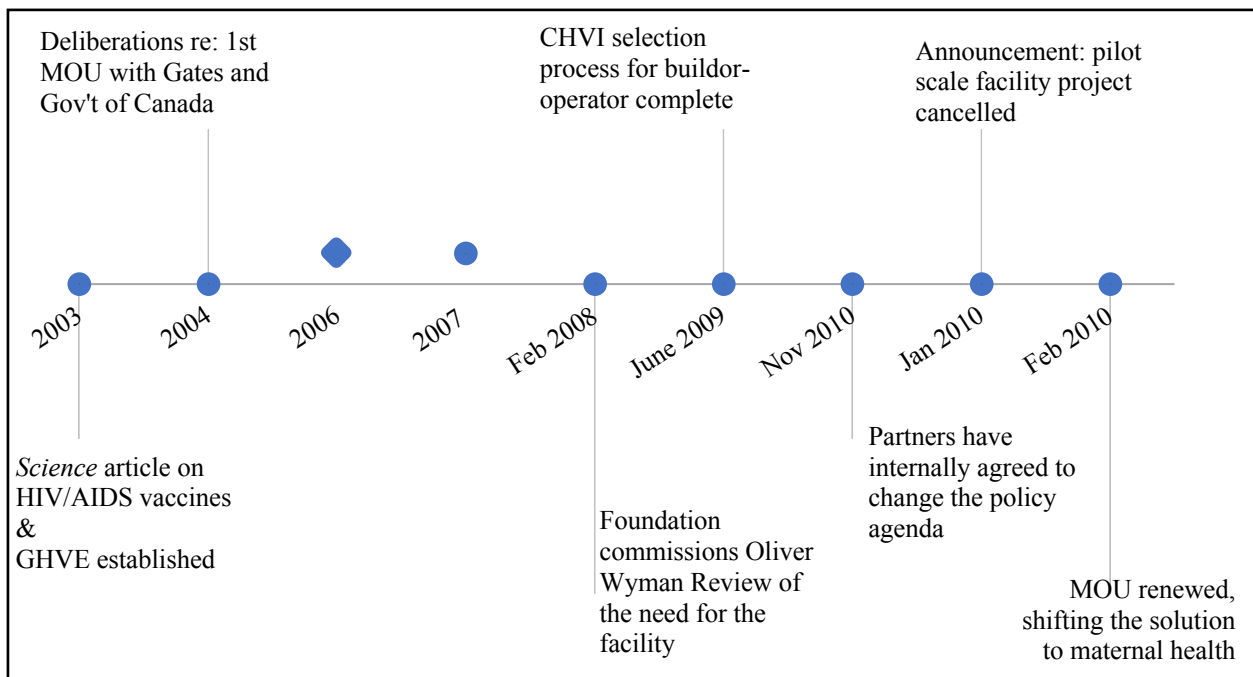 Deliberations re: 1st
MOU with Gates and
Gov't of Canada
CHVI selection
process for buildor-
operator complete
Announcement: pilot
scale facility project
cancelled
2003
2004
2006
2007
Feb 2008
June 2009
Nov 2010
Jan 2010
Feb 2010
Science article on
HIV/AIDS vaccines
&
GHVE established
Foundation
commissions Oliver
Wyman Review of
the need for the
facility
Partners have
internally agreed to
change the policy
agenda
MOU renewed,
shifting the solution
to maternal health